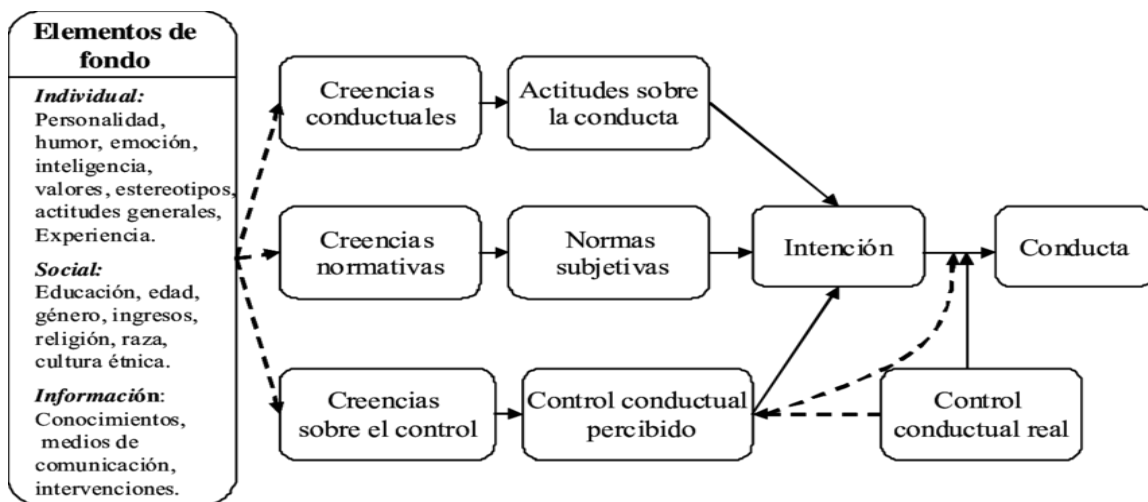 Elementos de
fondo
Individual:
Personalidad,
humor, emoción,
inteligencia,
valores, estereotipos,
actitudes generales,
Experiencia.
Social:
Educación, edad,
género, ingresos,
religión, raza,
cultura étnica.
Información:
Conocimientos,
medios de
comunicación,
intervenciones.
Creencias
conductuales
Actitudes sobre
la conducta
Creencias
normativas
Normas
subjetivas
Intención
Conducta
Creencias
sobre el control
Control conductual
percibido
Control
conductual real